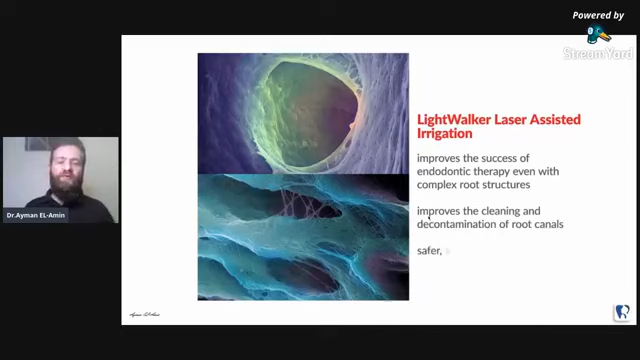 Powered by
StreamYard
LightWalker Laser Assisted
Irrigation
improves the success of
endodontic therapy even with
complex root structures
improves the cleaning and
decontamination of root canals
safer,
Dr.Ayman EL-Amin